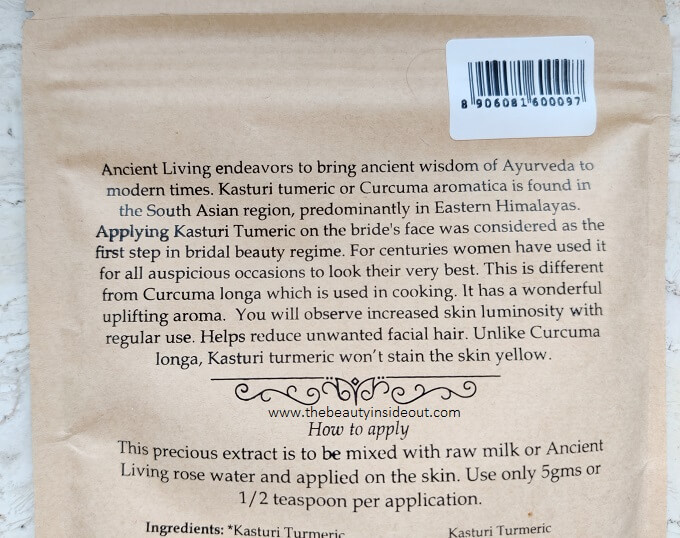 8 906081 600097
Ancient Living endeavors to bring ancient wisdom of Ayurveda to
modern times. Kasturi tumeric or Curcuma aromatica is found in
the South Asian region, predominantly in Eastern Himalayas.
Applying Kasturi Tumeric on the bride's face was considered as the
first step in bridal beauty regime. For centuries women have used it
for all auspicious occasions to look their very best. This is different
from Curcuma longa which is used in cooking. It has a wonderful
uplifting aroma. You will observe increased skin luminosity with
regular use. Helps reduce unwanted facial hair. Unlike Curcuma
longa, Kasturi turmeric won't stain the skin yellow.
www.thebeautyinsideout.com
How to apply
This precious extract is to be mixed with raw milk or Ancient
Living rose water and applied on the skin. Use only 5gms or
1/2 teaspoon per application.
Ingredients: *Kasturi Turmeric Kasturi Turmeric